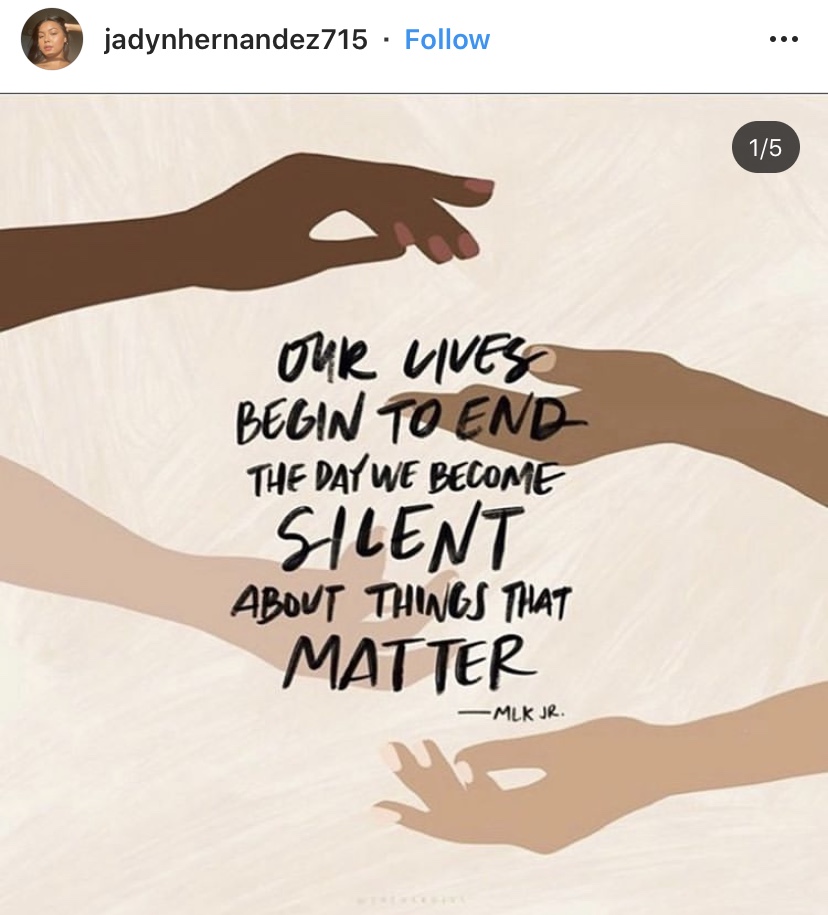 jadynhernandez715 · Follow
1/5
OUR LIVES
BEGIN TO END
THE DAY WE BECOME
SILENT
ABOUT THINGS THAT
MATTER
—MLK JR.